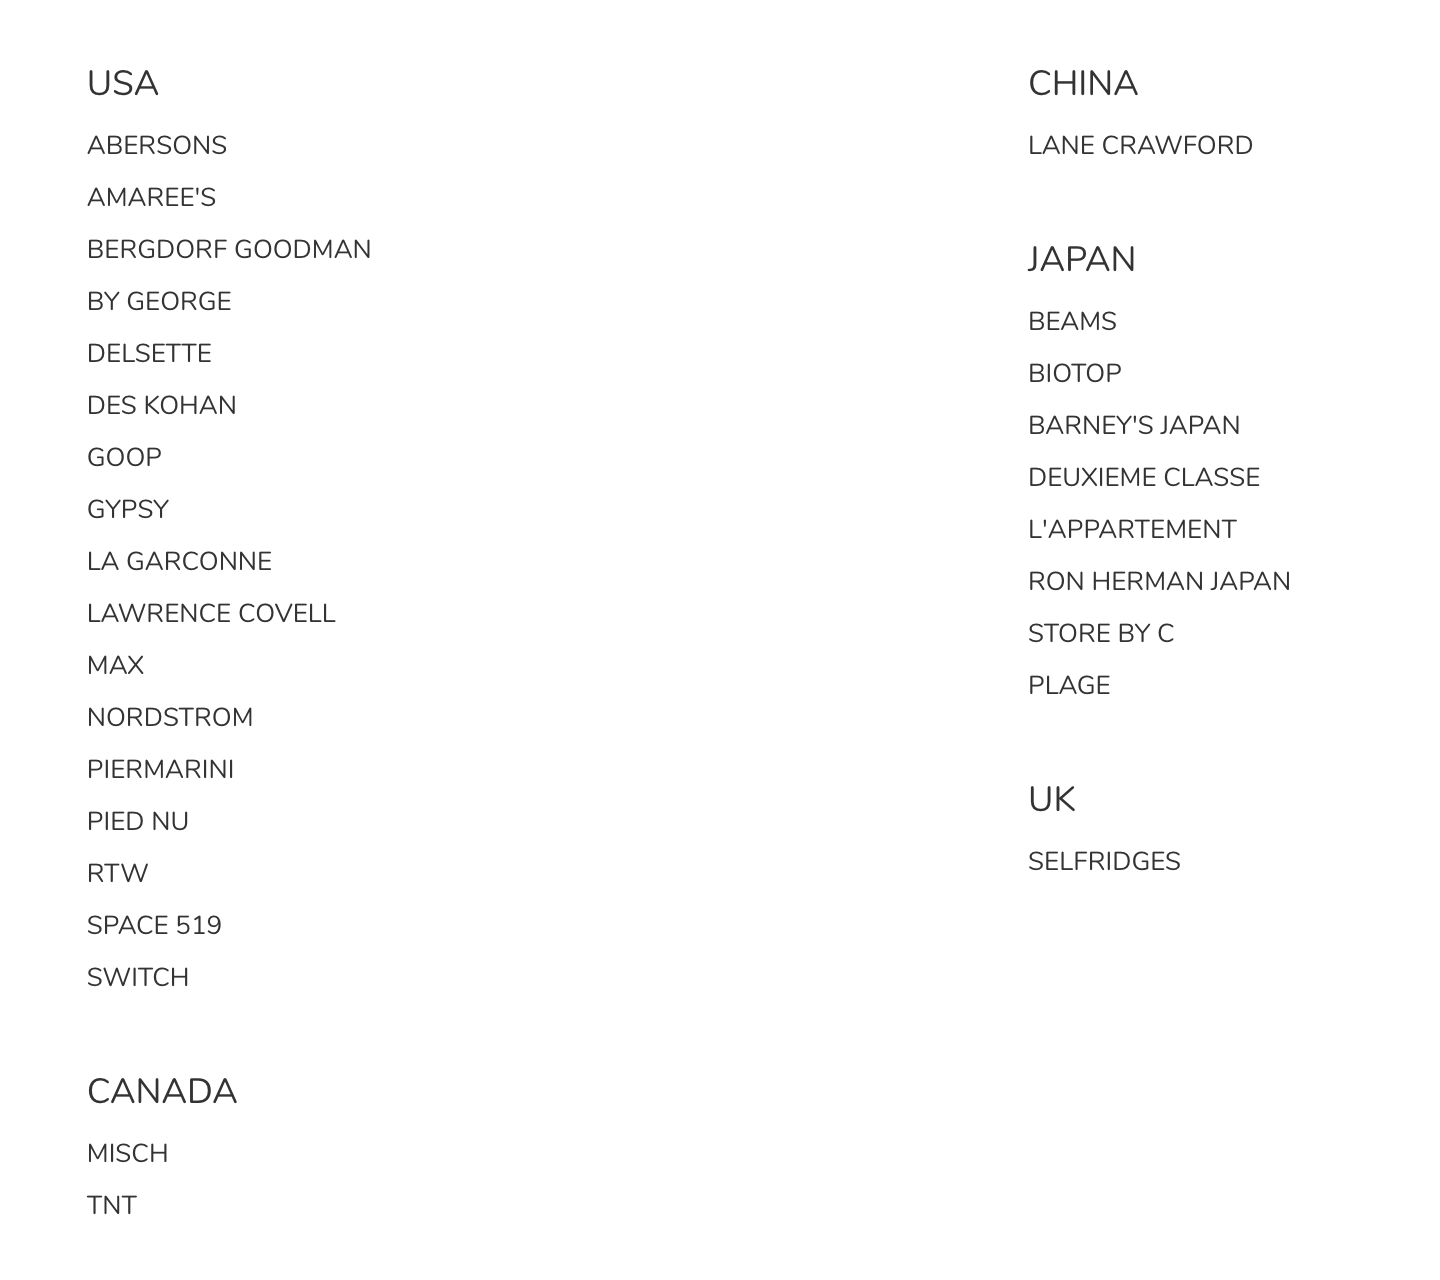 USA
ABERSONS
AMAREE'S
BERGDORF GOODMAN
BY GEORGE
DELSETTE
DES KOHAN
GOOP
GYPSY
LA GARCONNE
LAWRENCE COVELL
MAX
NORDSTROM
PIERMARINI
PIED NU
RTW
SPACE 519
SWITCH
CANADA
MISCH
TNT
CHINA
LANE CRAWFORD
JAPAN
BEAMS
BIOTOP
BARNEY'S JAPAN
DEUXIEME CLASSE
L'APPARTEMENT
RON HERMAN JAPAN
STORE BY C
PLAGE
UK
SELFRIDGES